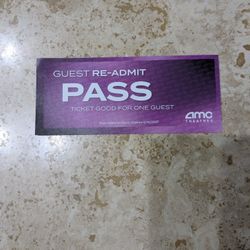 GUEST RE-ADMIT
PASS
TICKET GOOD FOR ONE GUEST
amc
THEATRES